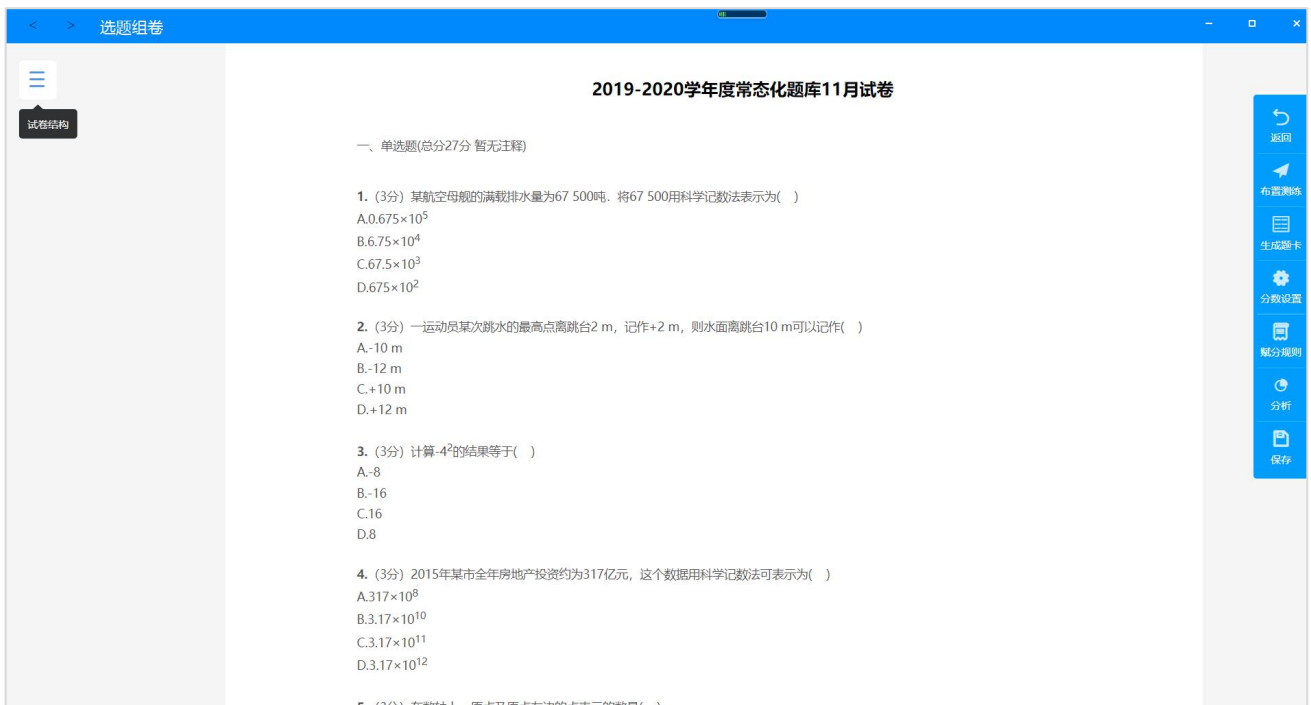 < > 选题组卷
试卷结构
2019-2020学年度常态化题库11月试卷
一、单选题(总分27分 暂无注释)
1.（3分）某航空母舰的满载排水量为67 500吨．将67 500用科学记数法表示为( )
A.0.675×10⁵
B.6.75×10⁴
C.67.5×10³
D.675×10²
2.（3分）一运动员某次跳水的最高点离跳台2 m，记作+2 m，则水面离跳台10 m可以记作( )
A.-10 m
B.-12 m
C.+10 m
D.+12 m
3.（3分）计算-4²的结果等于( )
A.-8
B.-16
C.16
D.8
4.（3分）2015年某市全年房地产投资约为317亿元，这个数据用科学记数法可表示为( )
A.317×10⁸
B.3.17×10¹⁰
C.3.17×10¹¹
D.3.17×10¹²
返回
布置测练
生成题卡
分数设置
赋分规则
分析
保存